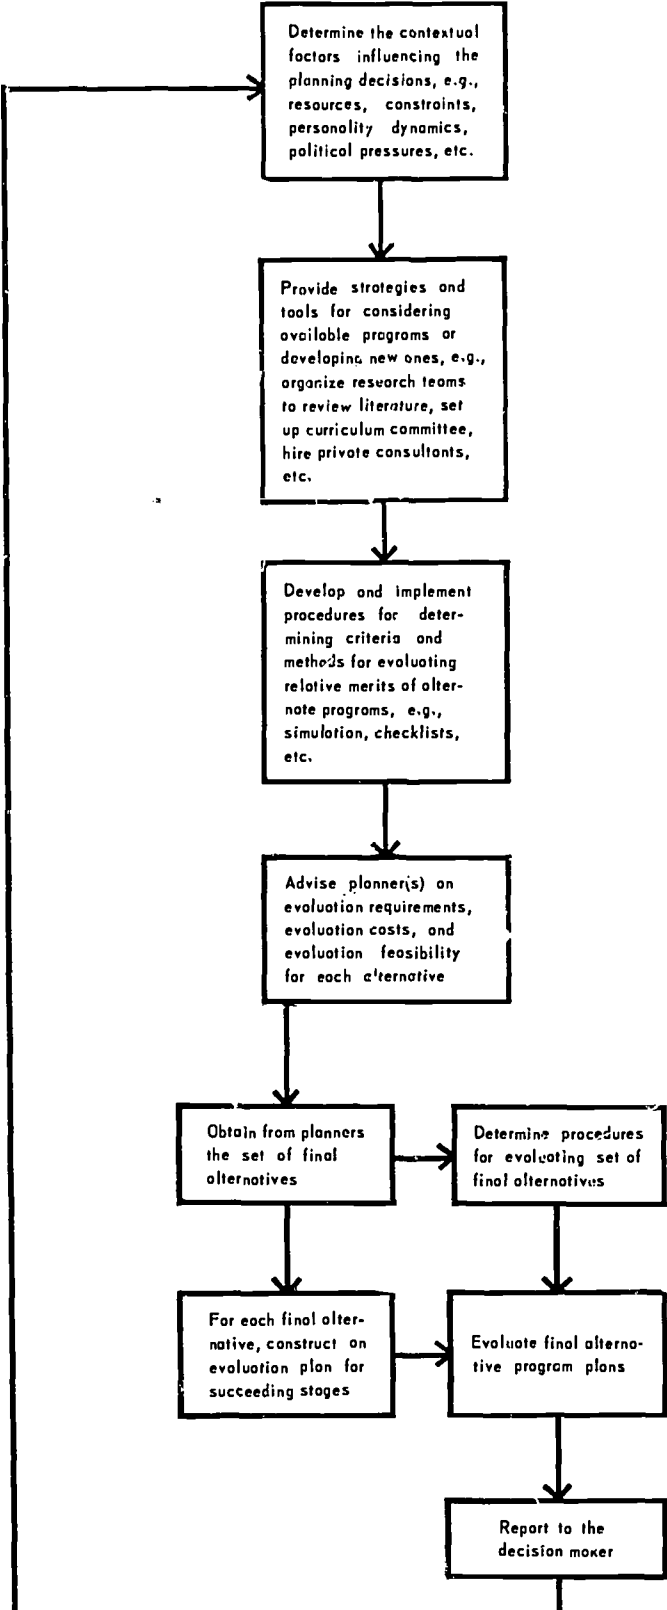 Determine the contextual
factors influencing the
planning decisions, e.g.,
resources, constraints,
personality dynamics,
political pressures, etc.
Provide strategies and
tools for considering
available programs or
developing new ones, e.g.,
organize research teams
to review literature, set
up curriculum committee,
hire private consultants,
etc.
Develop and implement
procedures for deter-
mining criteria and
methods for evaluating
relative merits of alter-
nate programs, e.g.,
simulation, checklists,
etc.
Advise planner(s) on
evaluation requirements,
evaluation costs, and
evaluation feasibility
for each alternative
Obtain from planners
the set of final
alternatives
Determine procedures
for evaluating set of
final alternatives
For each final alter-
native, construct an
evaluation plan for
succeeding stages
Evaluate final alterna-
tive program plans
Report to the
decision maker